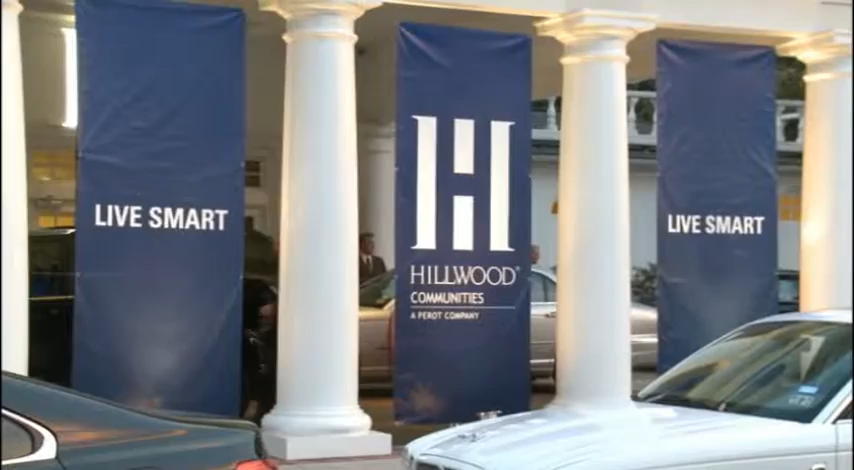 LIVE SMART
H
HILLWOOD®
COMMUNITIES
A PEROT COMPANY
LIVE SMART